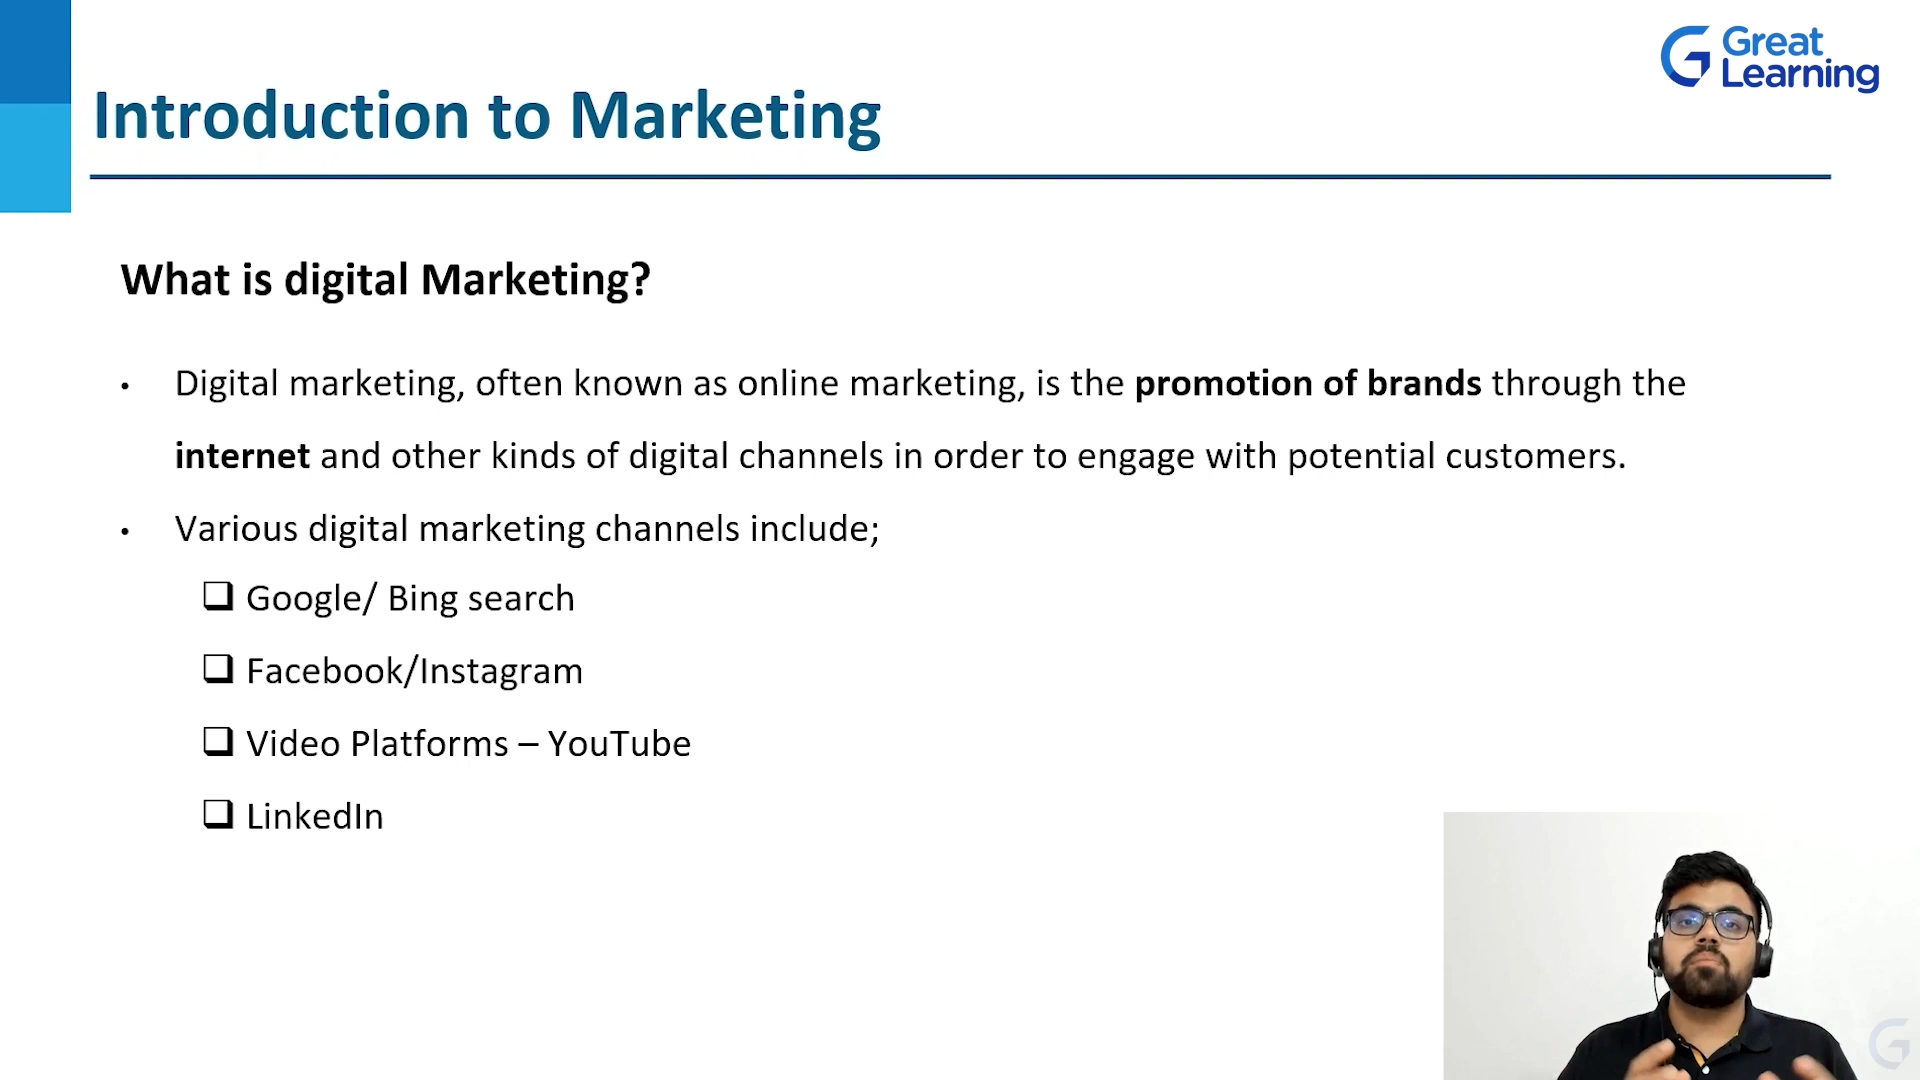 Great
Learning
Introduction to Marketing
What is digital Marketing?
• Digital marketing, often known as online marketing, is the promotion of brands through the
internet and other kinds of digital channels in order to engage with potential customers.
• Various digital marketing channels include;
❑ Google/ Bing search
❑ Facebook/Instagram
❑ Video Platforms – YouTube
❑ LinkedIn